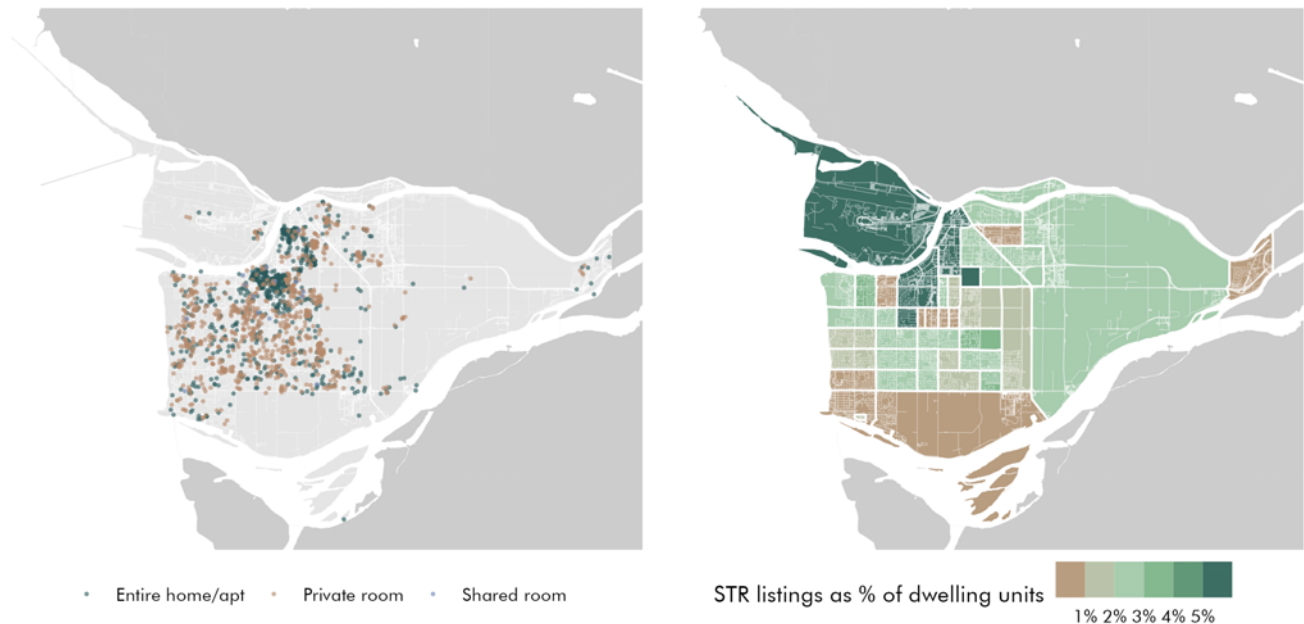 Entire home/apt Private room Shared room
STR listings as % of dwelling units
1% 2% 3% 4% 5%